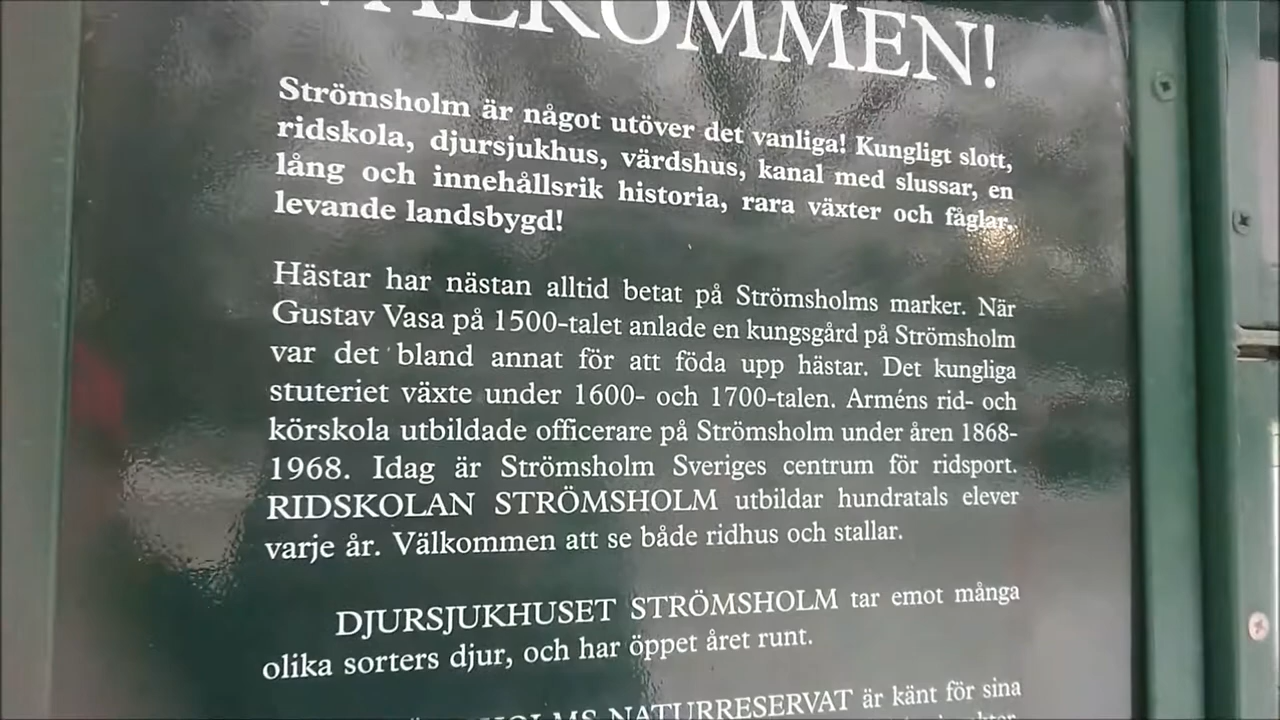 VÄLKOMMEN!
Strömsholm är något utöver det vanliga! Kungligt slott,
ridskola, djursjukhus, värdshus, kanal med slussar, en
lång och innehållsrik historia, rara växter och fåglar,
levande landsbygd!
Hästar har nästan alltid betat på Strömsholms marker. När
Gustav Vasa på 1500-talet anlade en kungsgård på Strömsholm
var det bland annat för att föda upp hästar. Det kungliga
stuteriet växte under 1600- och 1700-talen. Arméns rid- och
körskola utbildade officerare på Strömsholm under åren 1868-
1968. Idag är Strömsholm Sveriges centrum för ridsport.
RIDSKOLAN STRÖMSHOLM utbildar hundratals elever
varje år. Välkommen att se både ridhus och stallar.
DJURSJUKHUSET STRÖMSHOLM tar emot många
olika sorters djur, och har öppet året runt.
NATURRESERVAT är känt för sina